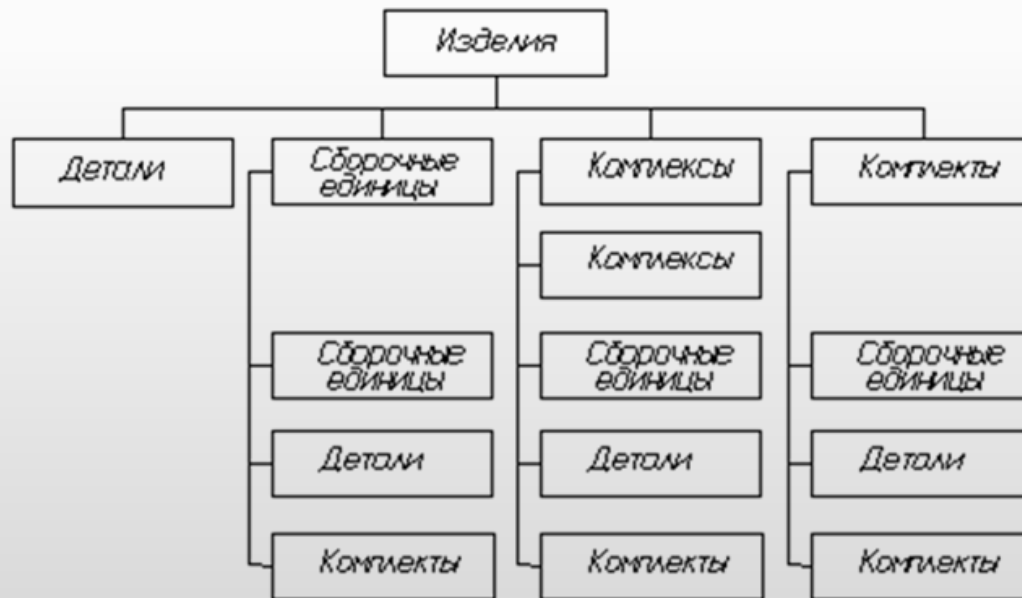 Изделия
Детали
Сборочные
единицы
Комплексы
Комплекты
Комплексы
Сборочные
единицы
Сборочные
единицы
Сборочные
единицы
Детали
Детали
Детали
Комплекты
Комплекты
Комплекты